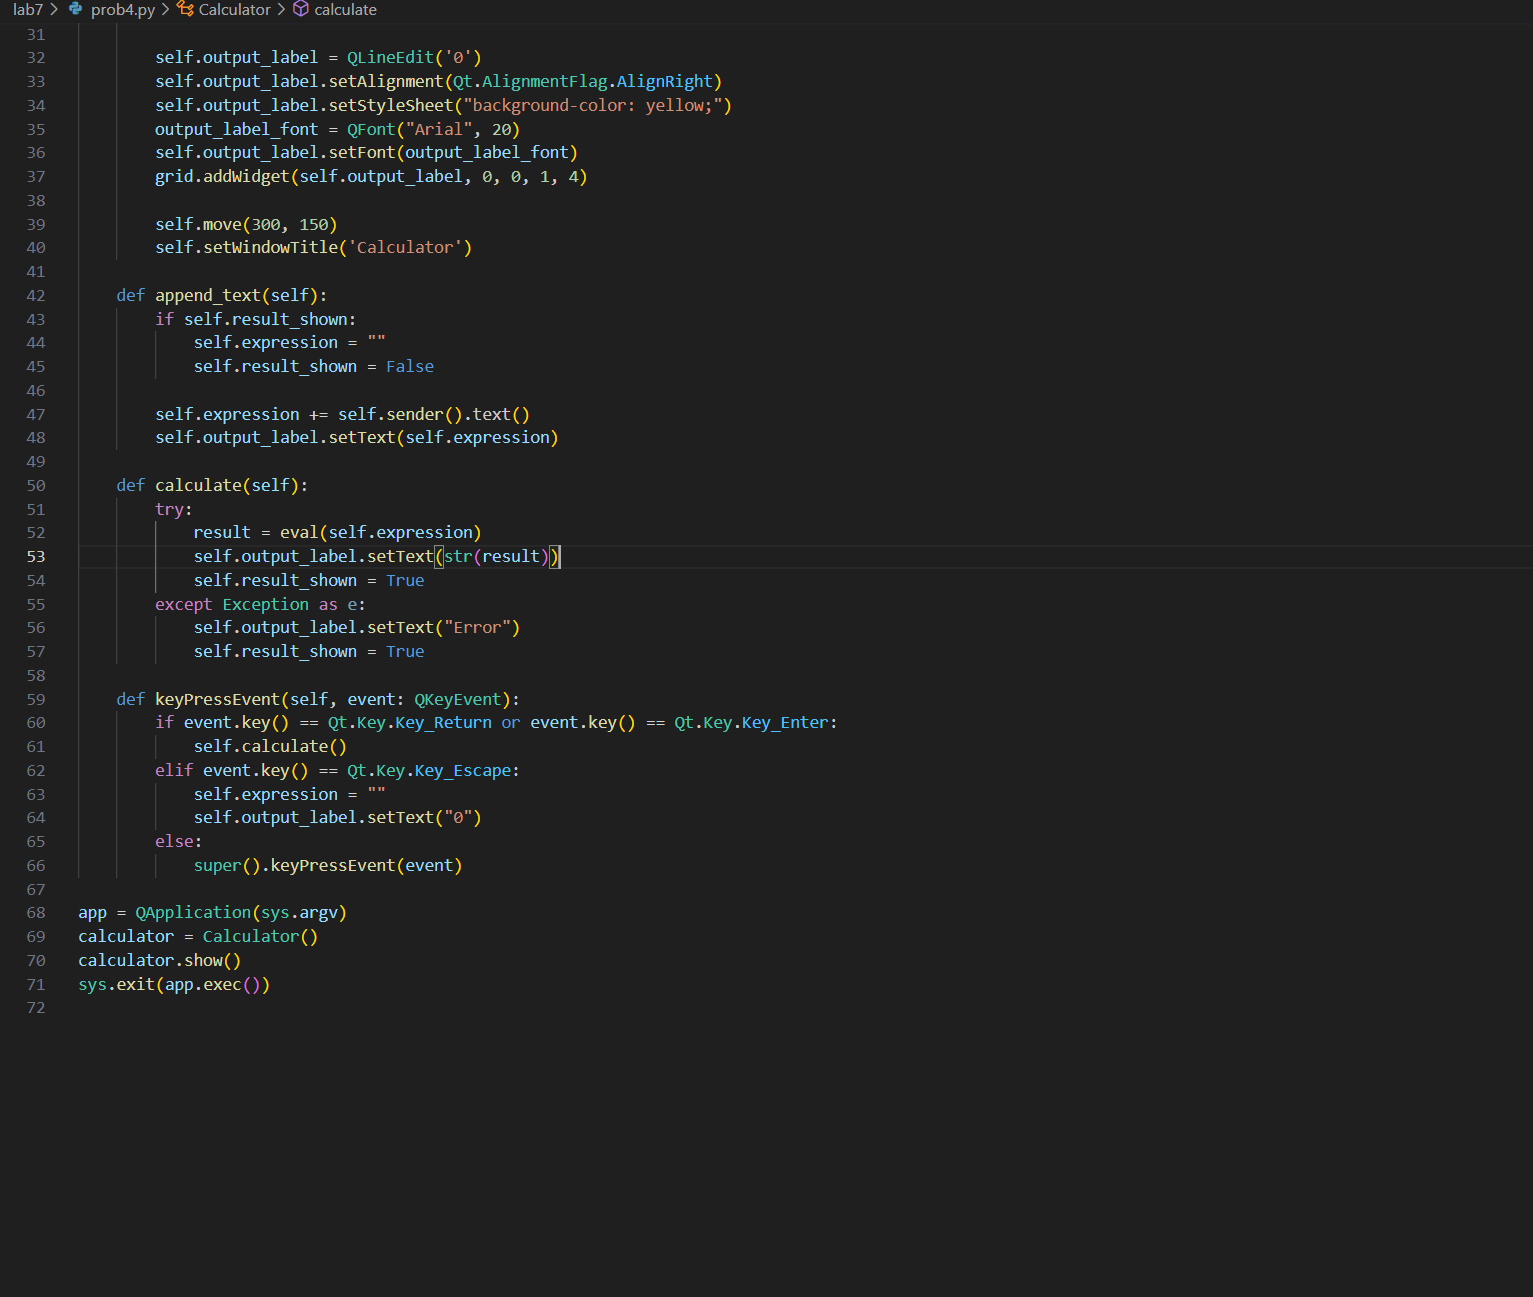 lab7 > prob4.py > Calculator > calculate
31
32 self.output_label = QLineEdit('0')
33 self.output_label.setAlignment(Qt.AlignmentFlag.AlignRight)
34 self.output_label.setStyleSheet("background-color: yellow;")
35 output_label_font = QFont("Arial", 20)
36 self.output_label.setFont(output_label_font)
37 grid.addWidget(self.output_label, 0, 0, 1, 4)
38
39 self.move(300, 150)
40 self.setWindowTitle('Calculator')
41
42 def append_text(self):
43 if self.result_shown:
44 self.expression = ""
45 self.result_shown = False
46
47 self.expression += self.sender().text()
48 self.output_label.setText(self.expression)
49
50 def calculate(self):
51 try:
52 result = eval(self.expression)
53 self.output_label.setText(str(result))
54 self.result_shown = True
55 except Exception as e:
56 self.output_label.setText("Error")
57 self.result_shown = True
58
59 def keyPressEvent(self, event: QKeyEvent):
60 if event.key() == Qt.Key.Key_Return or event.key() == Qt.Key.Key_Enter:
61 self.calculate()
62 elif event.key() == Qt.Key.Key_Escape:
63 self.expression = ""
64 self.output_label.setText("0")
65 else:
66 super().keyPressEvent(event)
67
68 app = QApplication(sys.argv)
69 calculator = Calculator()
70 calculator.show()
71 sys.exit(app.exec())
72